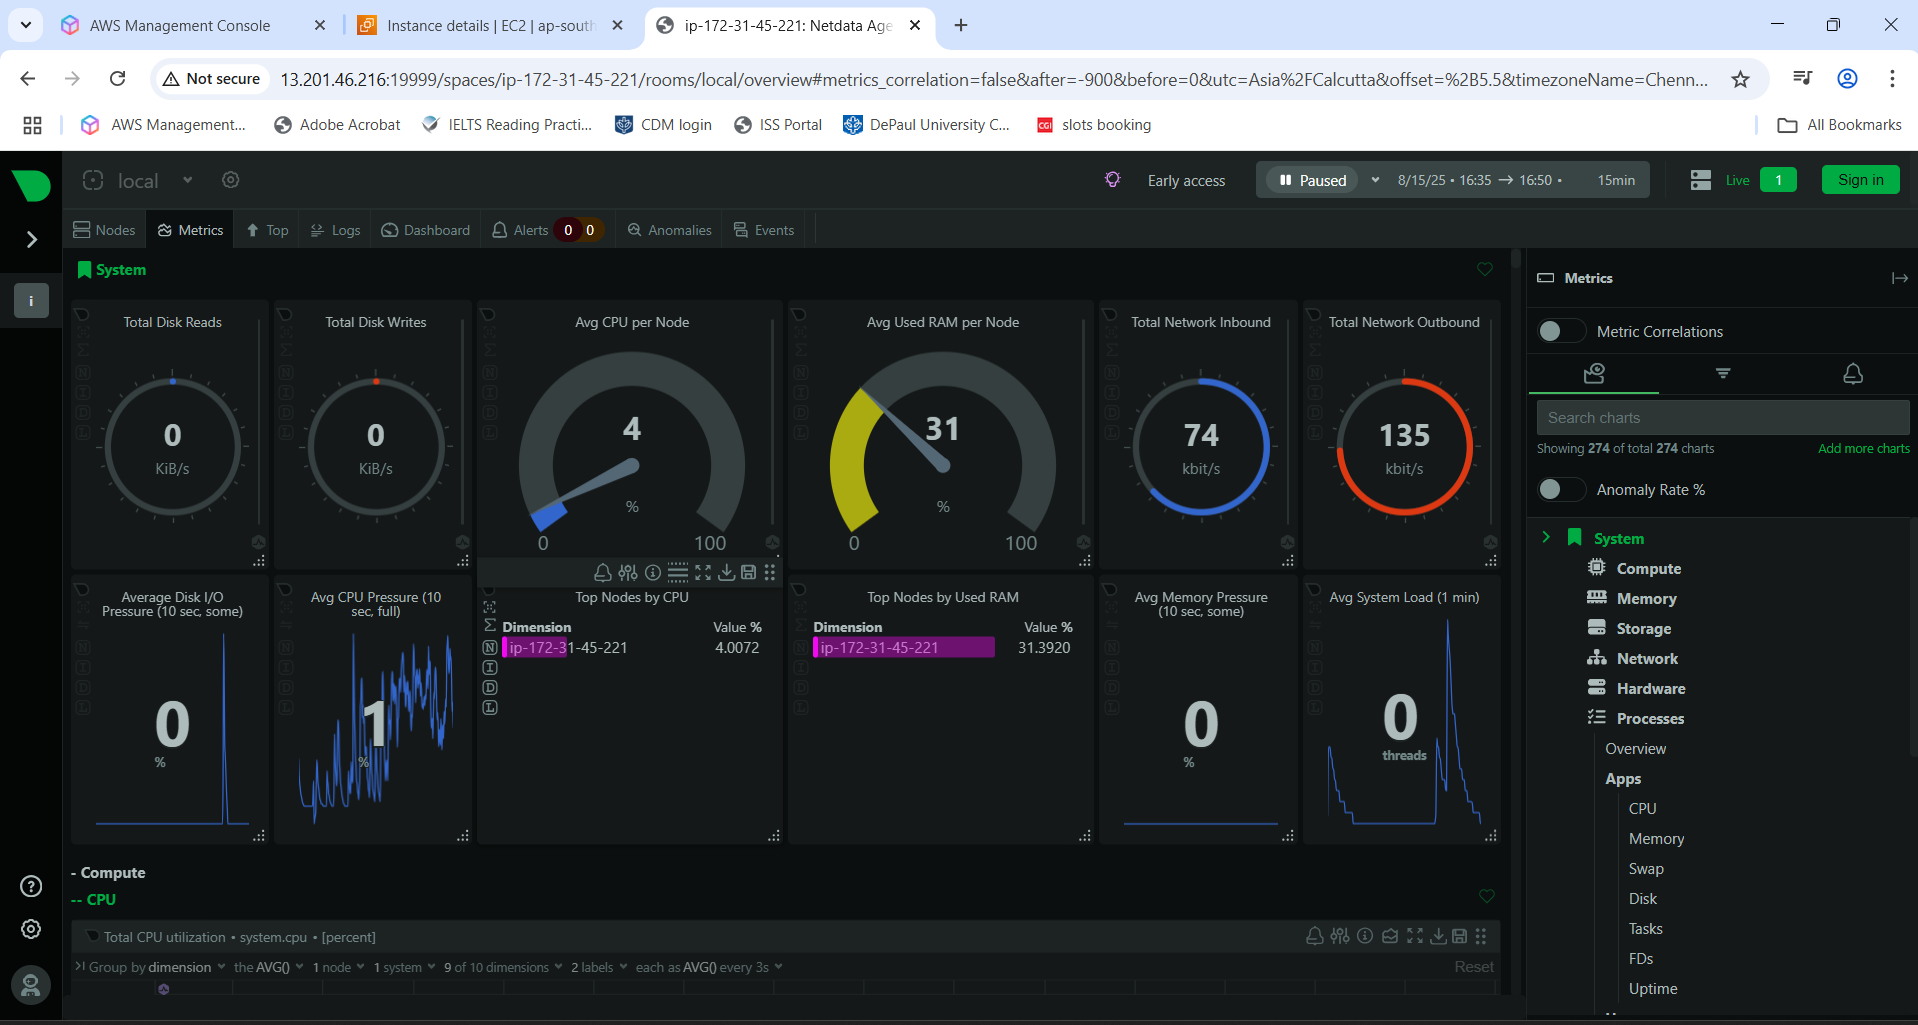 AWS Management Console
Instance details | EC2 | ap-south
ip-172-31-45-221: Netdata Age
Not secure
13.201.46.216:19999/spaces/ip-172-31-45-221/rooms/local/overview#metrics_correlation=false&after=-900&before=0&utc=Asia%2FCalcutta&offset=%2B5.5&timezoneName=Chenn...
AWS Management...
Adobe Acrobat
IELTS Reading Practi...
CDM login
ISS Portal
DePaul University C...
CGI slots booking
All Bookmarks
local
Early access
Paused
8/15/25 • 16:35 → 16:50 •
15min
Live
1
Sign in
Nodes
Metrics
Top
Logs
Dashboard
Alerts 0 0
Anomalies
Events
i
System
Total Disk Reads
0
KiB/s
Total Disk Writes
0
KiB/s
Avg CPU per Node
4
%
0 100
Avg Used RAM per Node
31
%
0 100
Total Network Inbound
74
kbit/s
Total Network Outbound
135
kbit/s
Average Disk I/O
Pressure (10 sec, some)
0
%
Avg CPU Pressure (10
sec, full)
1
%
Top Nodes by CPU
Dimension Value %
ip-172-31-45-221 4.0072
N
I
D
L
Top Nodes by Used RAM
Dimension Value %
ip-172-31-45-221 31.3920
Avg Memory Pressure
(10 sec, some)
0
%
Avg System Load (1 min)
0
threads
- Compute
-- CPU
Total CPU utilization • system.cpu • [percent]
Group by dimension the AVG() 1 node 1 system 9 of 10 dimensions 2 labels each as AVG() every 3s
Reset
Metrics
Metric Correlations
Search charts
Showing 274 of total 274 charts
Add more charts
Anomaly Rate %
System
Compute
Memory
Storage
Network
Hardware
Processes
Overview
Apps
CPU
Memory
Swap
Disk
Tasks
FDs
Uptime